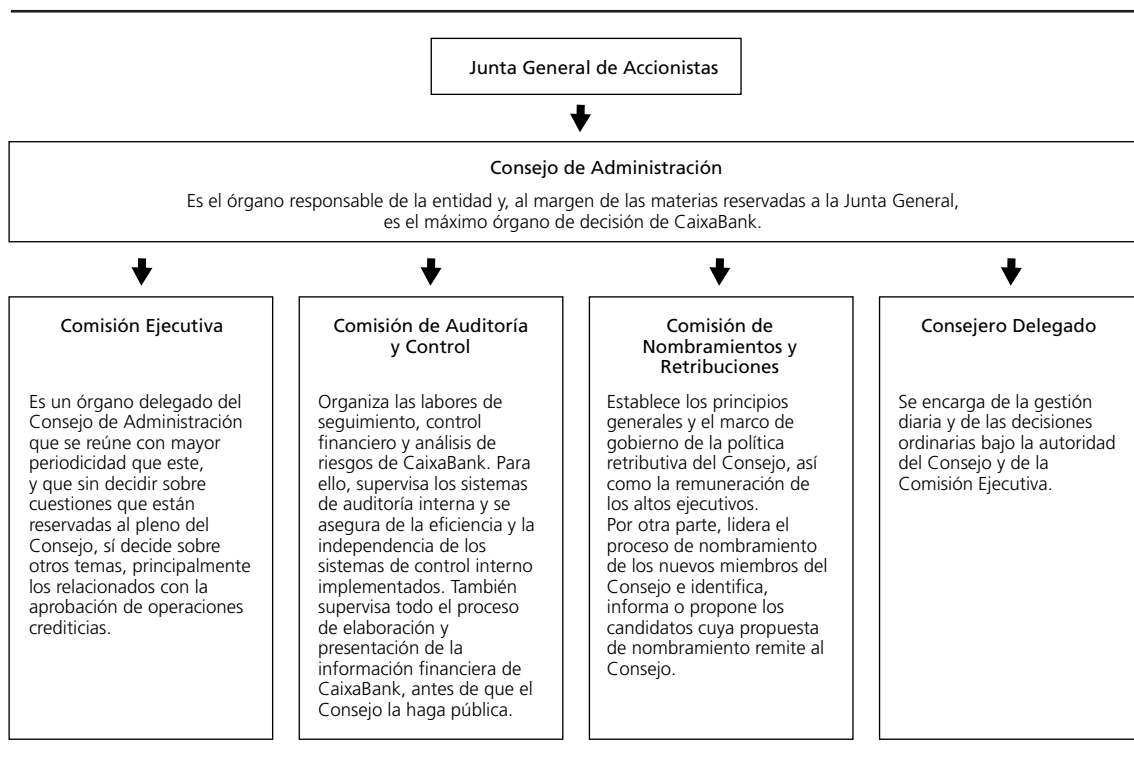 Junta General de Accionistas
Consejo de Administración
Es el órgano responsable de la entidad y, al margen de las materias reservadas a la Junta General,
es el máximo órgano de decisión de CaixaBank.
Comisión Ejecutiva
Es un órgano delegado del
Consejo de Administración
que se reúne con mayor
periodicidad que este,
y que sin decidir sobre
cuestiones que están
reservadas al pleno del
Consejo, sí decide sobre
otros temas, principalmente
los relacionados con la
aprobación de operaciones
crediticias.
Comisión de Auditoría
y Control
Organiza las labores de
seguimiento, control
financiero y análisis de
riesgos de CaixaBank. Para
ello, supervisa los sistemas
de auditoría interna y se
asegura de la eficiencia y la
independencia de los
sistemas de control interno
implementados. También
supervisa todo el proceso
de elaboración y
presentación de la
información financiera de
CaixaBank, antes de que el
Consejo la haga pública.
Comisión de
Nombramientos y
Retribuciones
Establece los principios
generales y el marco de
gobierno de la política
retributiva del Consejo, así
como la remuneración de
los altos ejecutivos.
Por otra parte, lidera el
proceso de nombramiento
de los nuevos miembros del
Consejo e identifica,
informa o propone los
candidatos cuya propuesta
de nombramiento remite al
Consejo.
Consejero Delegado
Se encarga de la gestión
diaria y de las decisiones
ordinarias bajo la autoridad
del Consejo y de la
Comisión Ejecutiva.